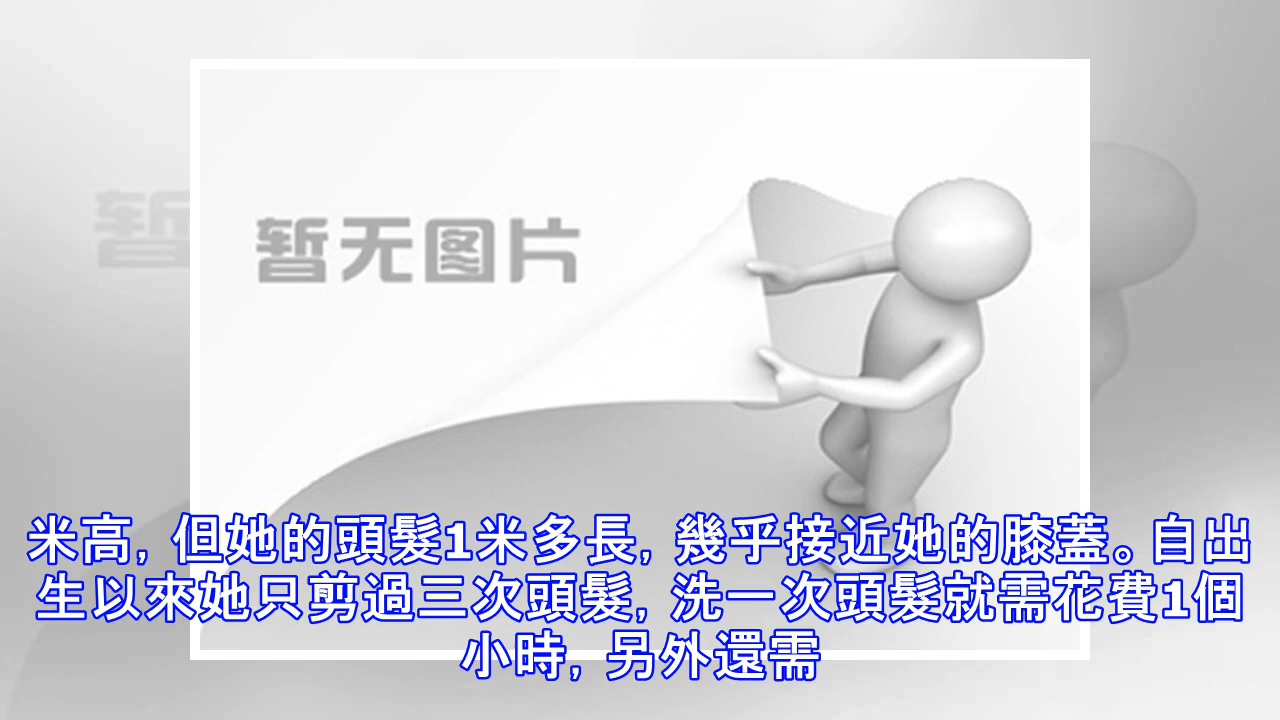 暂无图片
暂
米高, 但她的頭髮1米多長, 幾乎接近她的膝蓋。自出
生以來她只剪過三次頭髮, 洗一次頭髮就需花費1個
小時, 另外還需